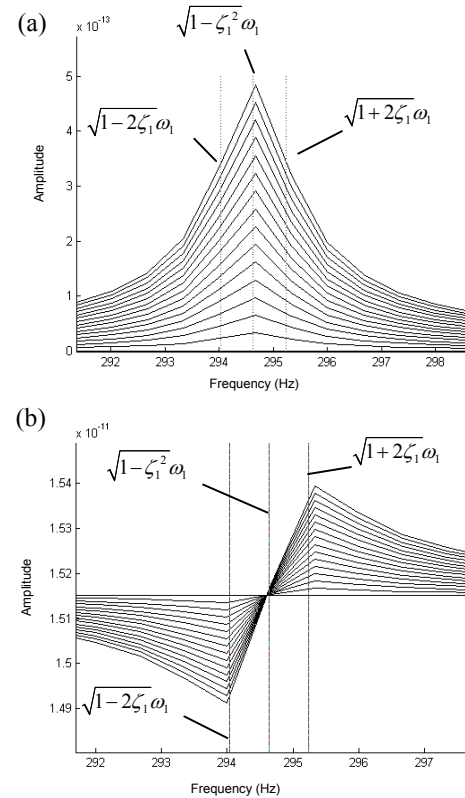 (a)
x 10⁻¹³
√1−ζ₁² ω₁
√1−2ζ₁ ω₁
√1+2ζ₁ ω₁
5
4
3
2
1
0
Amplitude
292 293 294 295 296 297 298
Frequency (Hz)
(b)
x 10⁻¹¹
√1−ζ₁² ω₁
√1+2ζ₁ ω₁
1.54
1.53
1.52
1.51
1.5
1.49
Amplitude
√1−2ζ₁ ω₁
292 293 294 295 296 297
Frequency (Hz)